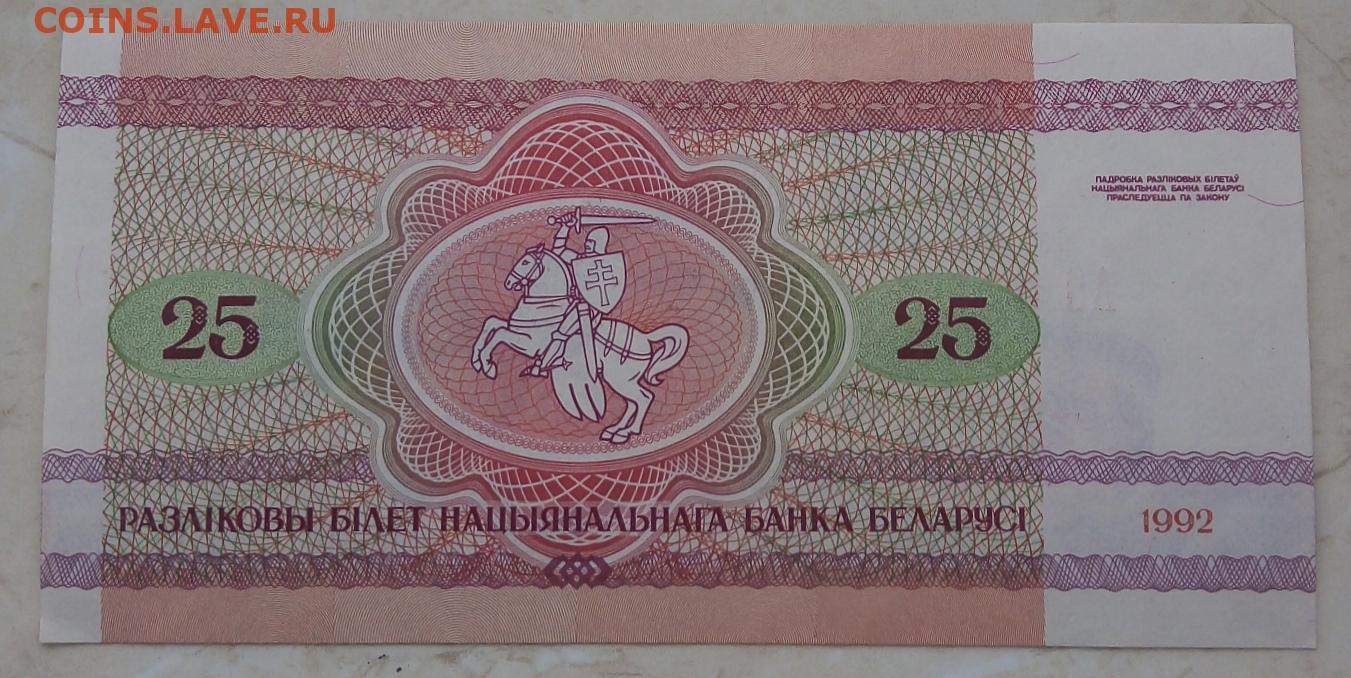 COINS.LAVE.RU
ПАДРОБКА РАЗЛІКОВЫХ БІЛЕТАЎ
НАЦЫЯНАЛЬНАГА БАНКА БЕЛАРУСІ
ПРАСЛЕДУЕЦЦА ПА ЗАКОНУ
25
25
РАЗЛІКОВЫ БІЛЕТ НАЦЫЯНАЛЬНАГА БАНКА БЕЛАРУСІ
1992